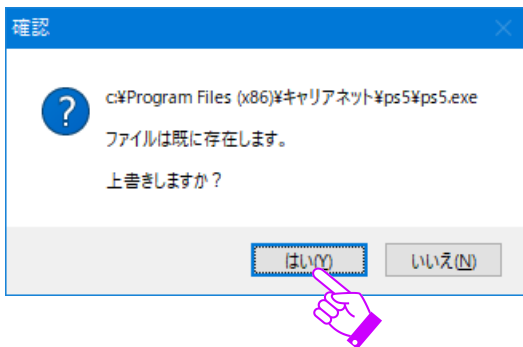 確認
c:¥Program Files (x86)¥キャリアネット¥ps5¥ps5.exe
ファイルは既に存在します。
上書きしますか？
はい(Y) いいえ(N)